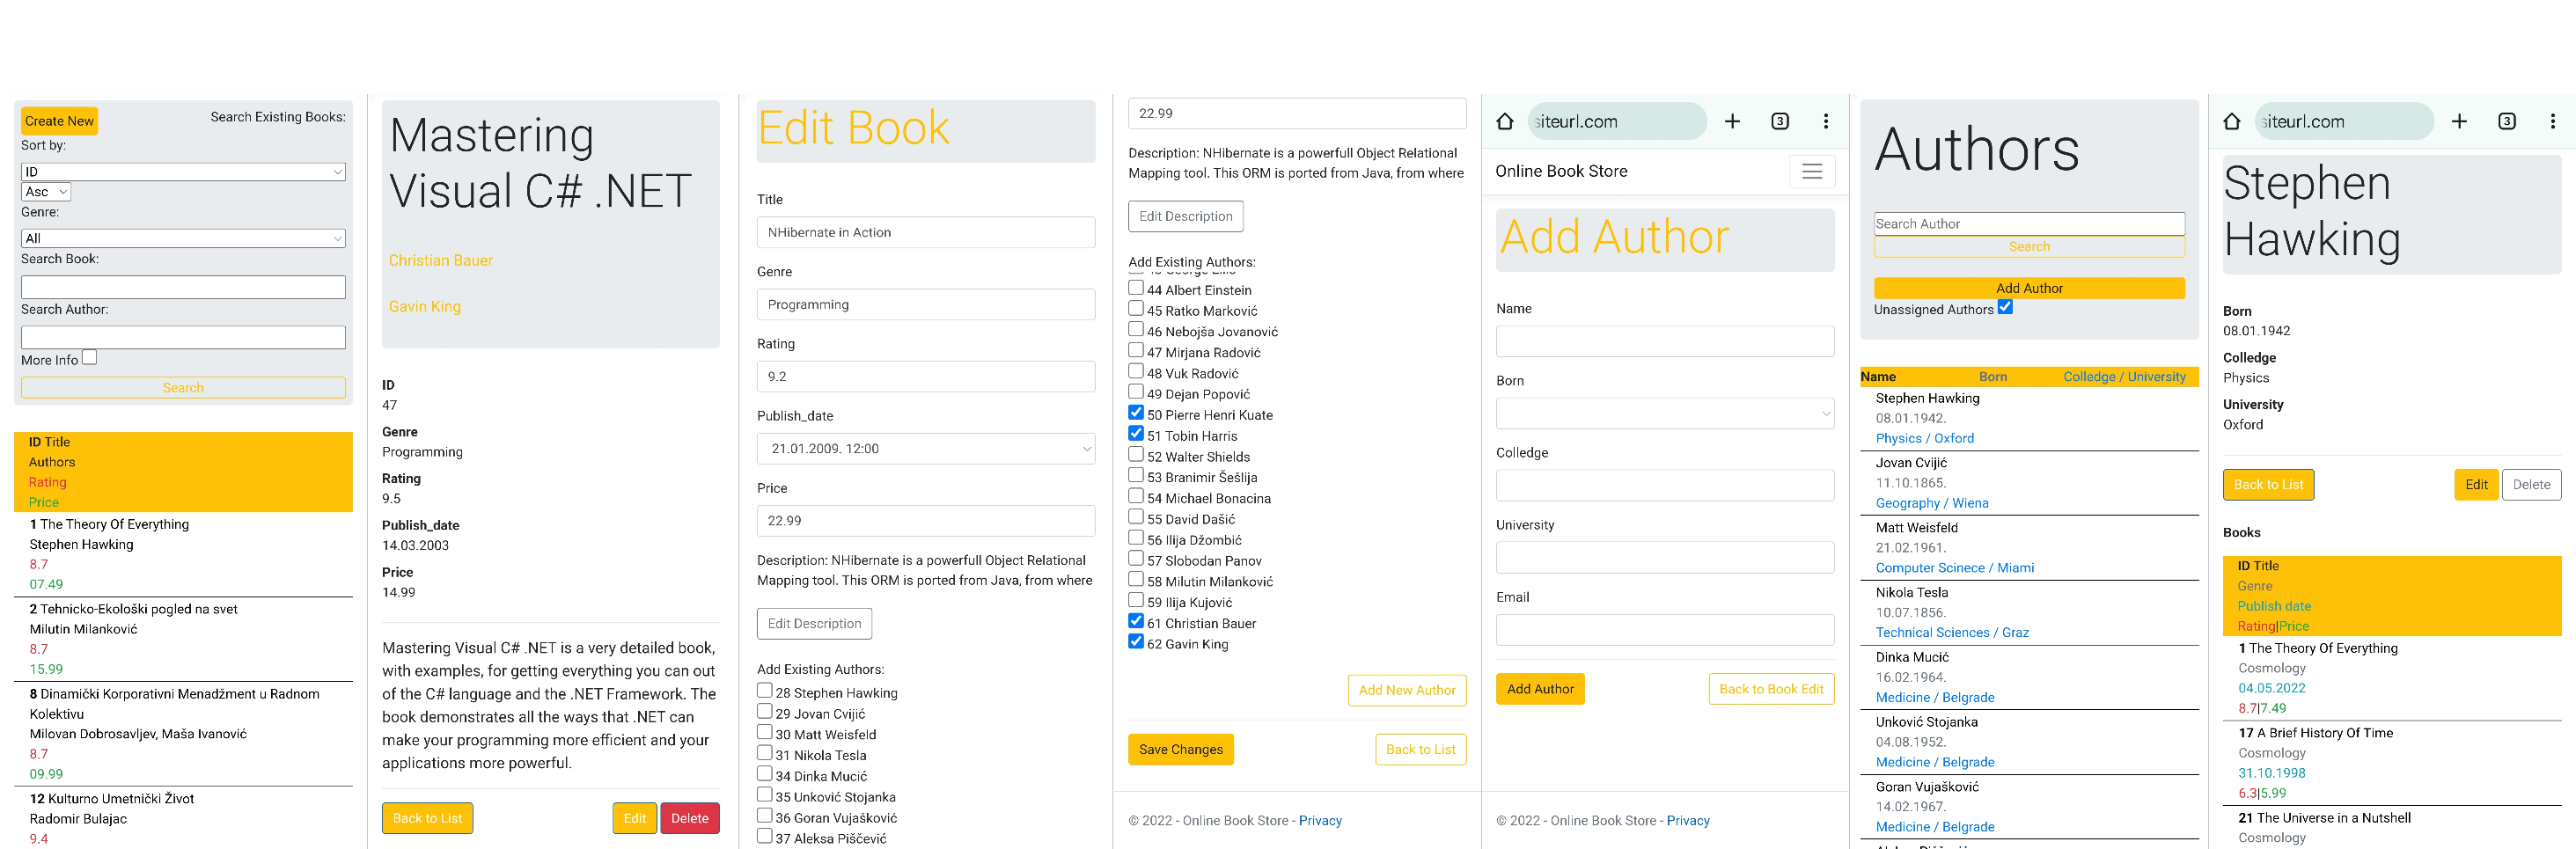 Create New
Search Existing Books:
Sort by:
ID
Asc
Genre:
All
Search Book:
Search Author:
More Info
Search
ID Title
Authors
Rating
Price
1 The Theory Of Everything
Stephen Hawking
8.7
07.49
2 Tehnicko-Ekološki pogled na svet
Milutin Milanković
8.7
15.99
8 Dinamički Korporativni Menadžment u Radnom
Kolektivu
Milovan Dobrosavljev, Maša Ivanović
8.7
09.99
12 Kulturno Umetnički Život
Radomir Bulajac
9.4
Mastering
Visual C# .NET
Christian Bauer
Gavin King
ID
47
Genre
Programming
Rating
9.5
Publish_date
14.03.2003
Price
14.99
Mastering Visual C# .NET is a very detailed book,
with examples, for getting everything you can out
of the C# language and the .NET Framework. The
book demonstrates all the ways that .NET can
make your programming more efficient and your
applications more powerful.
Back to List
Edit
Delete
Edit Book
Title
NHibernate in Action
Genre
Programming
Rating
9.2
Publish_date
21.01.2009. 12:00
Price
22.99
Description: NHibernate is a powerfull Object Relational
Mapping tool. This ORM is ported from Java, from where
Edit Description
Add Existing Authors:
28 Stephen Hawking
29 Jovan Cvijić
30 Matt Weisfeld
31 Nikola Tesla
34 Dinka Mucić
35 Unković Stojanka
36 Goran Vujašković
37 Aleksa Piščević
22.99
Description: NHibernate is a powerfull Object Relational
Mapping tool. This ORM is ported from Java, from where
Edit Description
Add Existing Authors:
44 Albert Einstein
45 Ratko Marković
46 Nebojša Jovanović
47 Mirjana Radović
48 Vuk Radović
49 Dejan Popović
50 Pierre Henri Kuate
51 Tobin Harris
52 Walter Shields
53 Branimir Šešlija
54 Michael Bonacina
55 David Dašić
56 Ilija Džombić
57 Slobodan Panov
58 Milutin Milanković
59 Ilija Kujović
61 Christian Bauer
62 Gavin King
Add New Author
Save Changes
Back to List
© 2022 - Online Book Store - Privacy
siteurl.com
3
Online Book Store
Add Author
Name
Born
Colledge
University
Email
Add Author
Back to Book Edit
© 2022 - Online Book Store - Privacy
Authors
Search Author
Search
Add Author
Unassigned Authors
Name Born Colledge / University
Stephen Hawking
08.01.1942.
Physics / Oxford
Jovan Cvijić
11.10.1865.
Geography / Wiena
Matt Weisfeld
21.02.1961.
Computer Scinece / Miami
Nikola Tesla
10.07.1856.
Technical Sciences / Graz
Dinka Mucić
16.02.1964.
Medicine / Belgrade
Unković Stojanka
04.08.1952.
Medicine / Belgrade
Goran Vujašković
14.02.1967.
Medicine / Belgrade
siteurl.com
3
Stephen
Hawking
Born
08.01.1942
Colledge
Physics
University
Oxford
Back to List
Edit
Delete
Books
ID Title
Genre
Publish date
Rating|Price
1 The Theory Of Everything
Cosmology
04.05.2022
8.7|7.49
17 A Brief History Of Time
Cosmology
31.10.1998
6.3|5.99
21 The Universe in a Nutshell
Cosmology